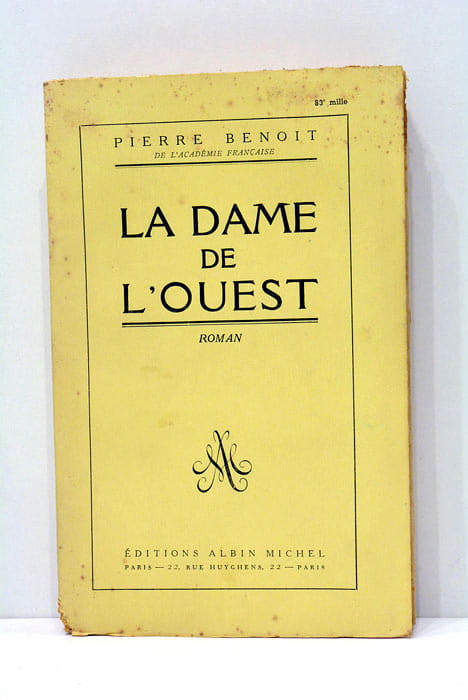 83e mille
PIERRE BENOIT
DE L'ACADÉMIE FRANÇAISE
LA DAME
DE
L'OUEST
ROMAN
AM
ÉDITIONS ALBIN MICHEL
PARIS — 22, RUE HUYGHENS, 22 — PARIS